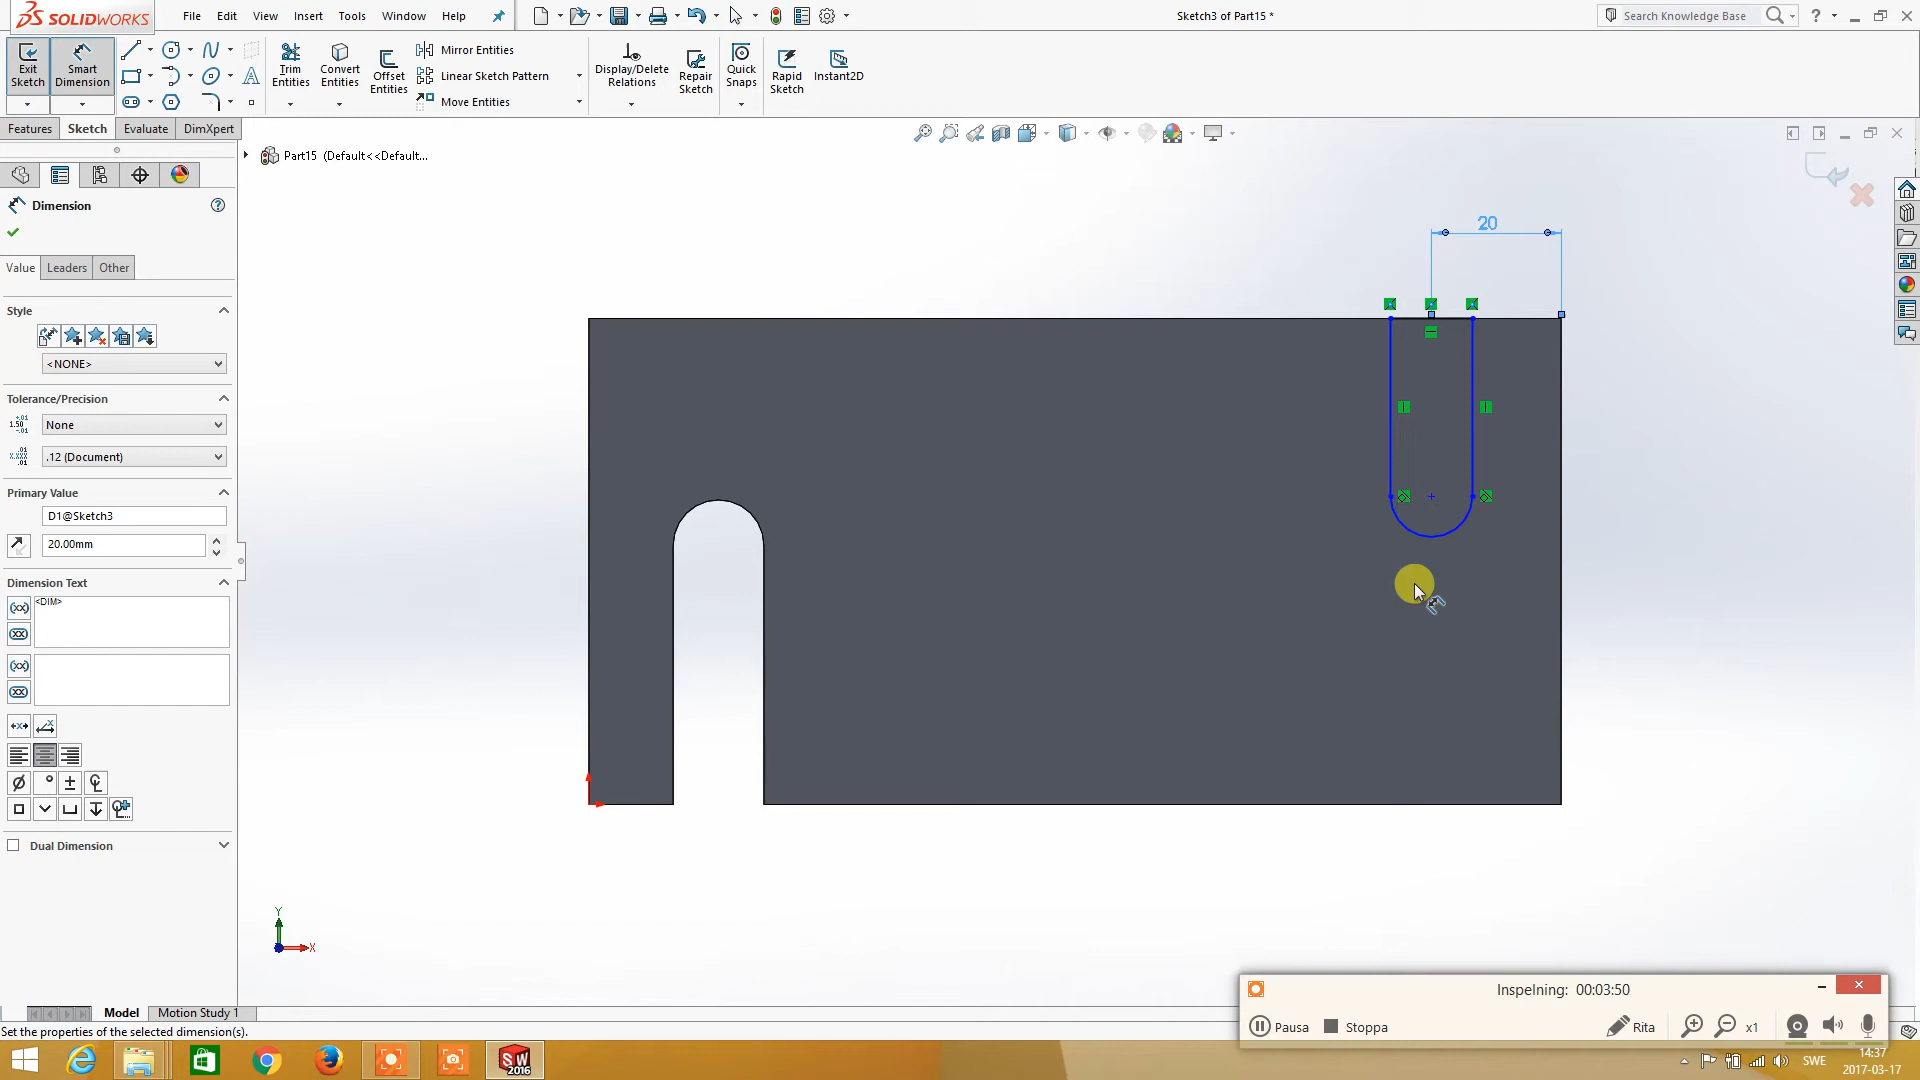 SOLIDWORKS
File Edit View Insert Tools Window Help
Sketch3 of Part15 *
Search Knowledge Base
Exit Sketch
Smart Dimension
Trim Entities
Convert Entities
Offset Entities
Mirror Entities
Linear Sketch Pattern
Move Entities
Display/Delete Relations
Repair Sketch
Quick Snaps
Rapid Sketch
Instant2D
Features Sketch Evaluate DimXpert
Part15 (Default<<Default...
Dimension
Value Leaders Other
Style
<NONE>
Tolerance/Precision
None
.12 (Document)
Primary Value
D1@Sketch3
20.00mm
Dimension Text
<DIM>
Dual Dimension
20
Y
X
Model Motion Study 1
Set the properties of the selected dimension(s).
Inspelning: 00:03:50
Pausa Stoppa Rita x1
SW 2016
SWE
14:37
2017-03-17